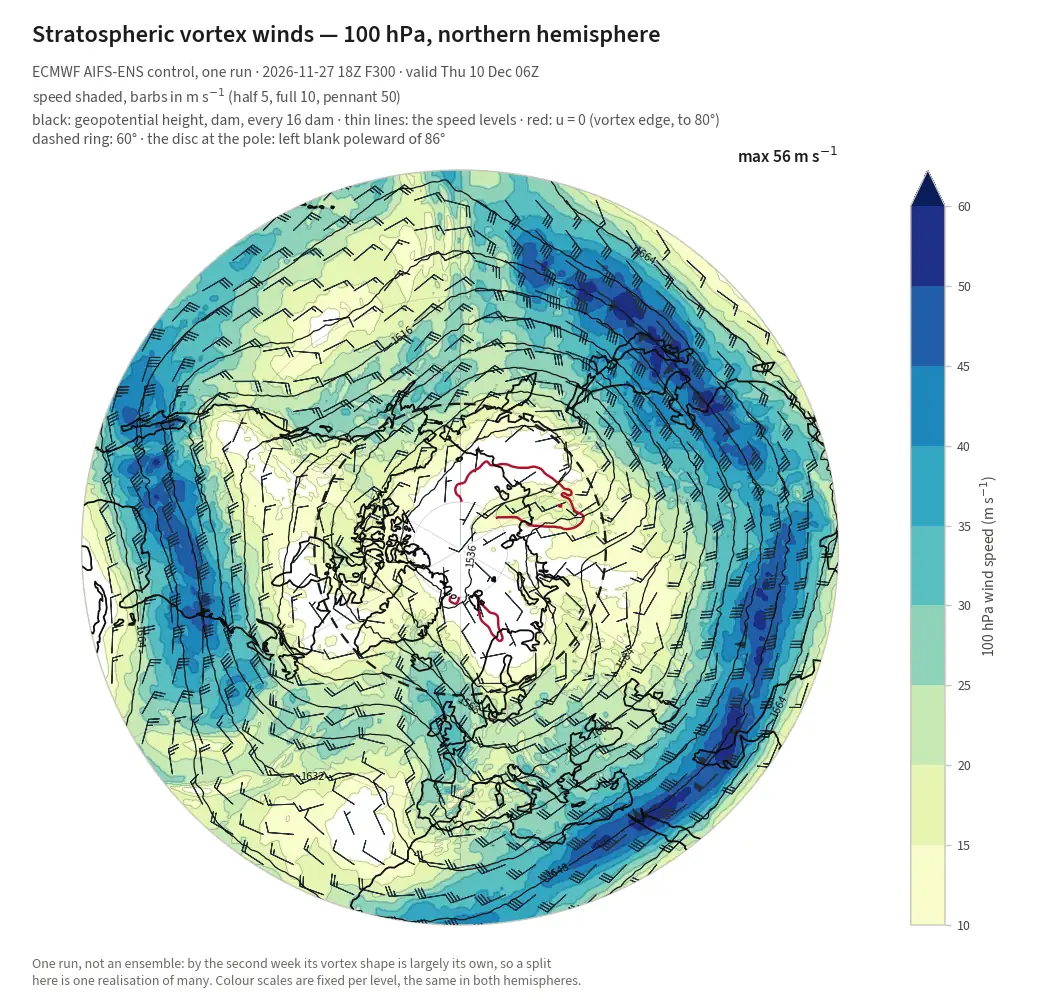 Stratospheric vortex winds — 100 hPa, northern hemisphere
ECMWF AIFS-ENS control, one run · 2026-11-27 18Z F300 · valid Thu 10 Dec 06Z
speed shaded, barbs in m s⁻¹ (half 5, full 10, pennant 50)
black: geopotential height, dam, every 16 dam · thin lines: the speed levels · red: u = 0 (vortex edge, to 80°)
dashed ring: 60° · the disc at the pole: left blank poleward of 86°
max 56 m s⁻¹
1664
60
50
1616
45
40
35
1536
100 hPa wind speed (m s⁻¹)
30
25
1664
20
1632
15
1648
10
One run, not an ensemble: by the second week its vortex shape is largely its own, so a split
here is one realisation of many. Colour scales are fixed per level, the same in both hemispheres.